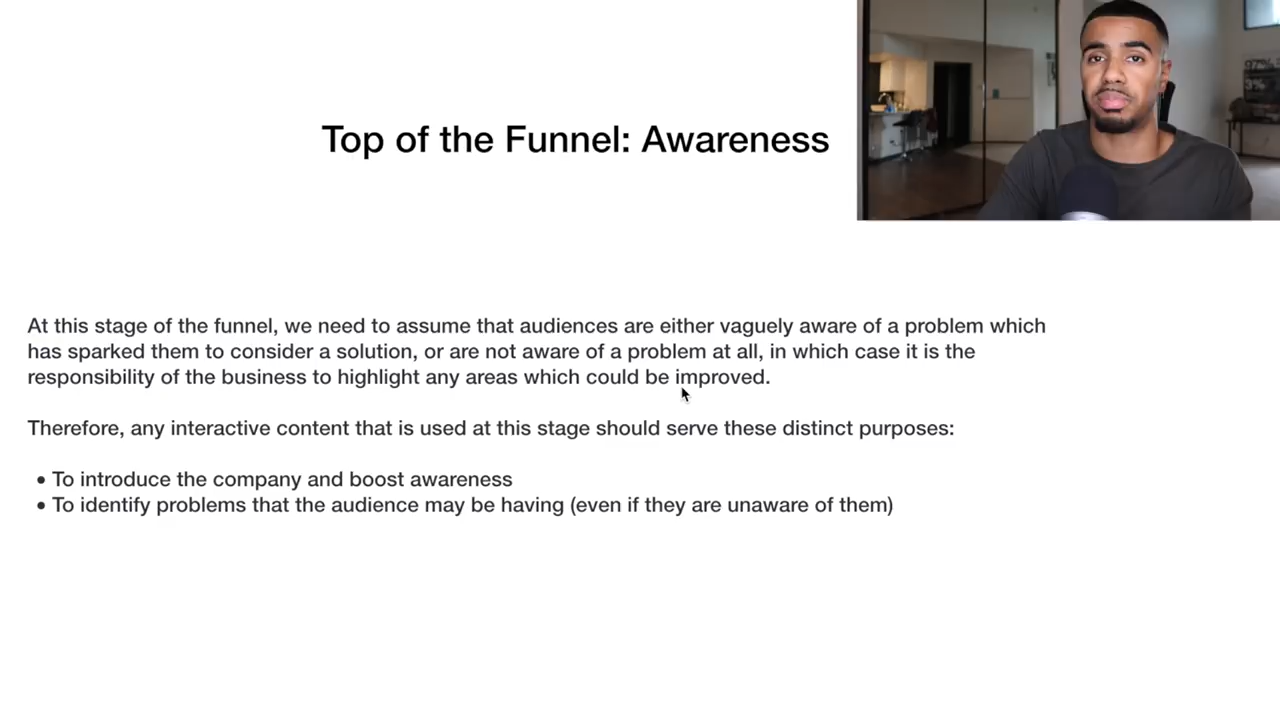 Top of the Funnel: Awareness
At this stage of the funnel, we need to assume that audiences are either vaguely aware of a problem which
has sparked them to consider a solution, or are not aware of a problem at all, in which case it is the
responsibility of the business to highlight any areas which could be improved.
Therefore, any interactive content that is used at this stage should serve these distinct purposes:
• To introduce the company and boost awareness
• To identify problems that the audience may be having (even if they are unaware of them)